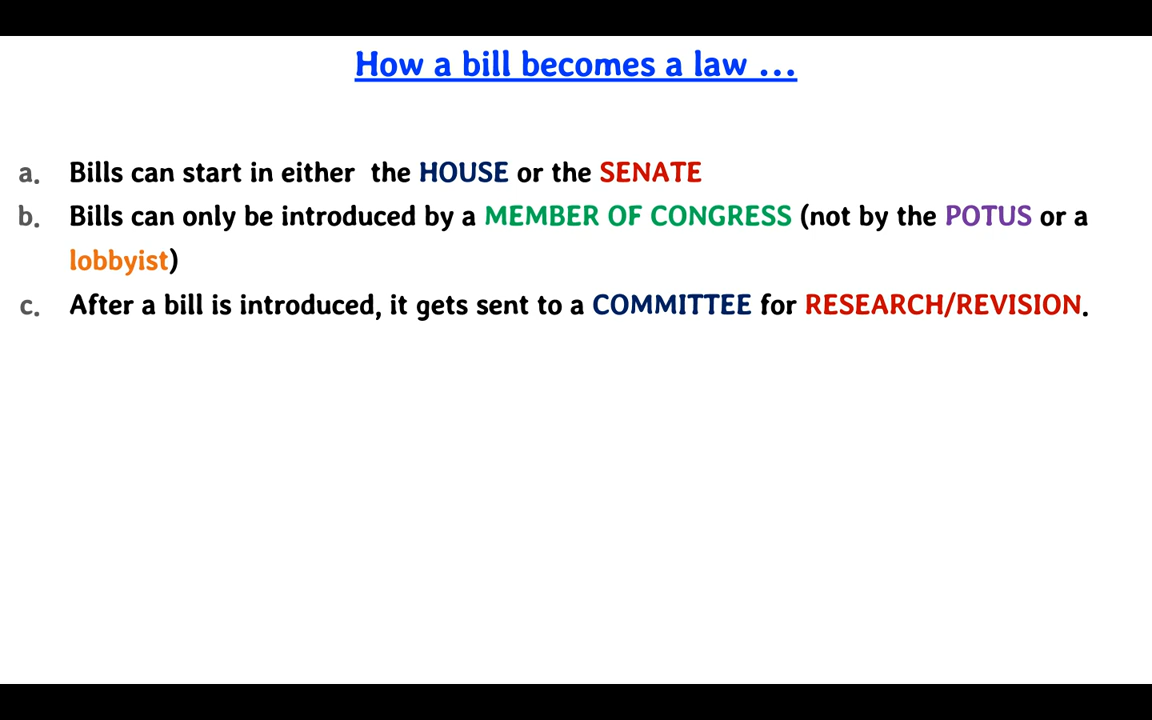 How a bill becomes a law ...
a. Bills can start in either the HOUSE or the SENATE
b. Bills can only be introduced by a MEMBER OF CONGRESS (not by the POTUS or a
lobbyist)
c. After a bill is introduced, it gets sent to a COMMITTEE for RESEARCH/REVISION.